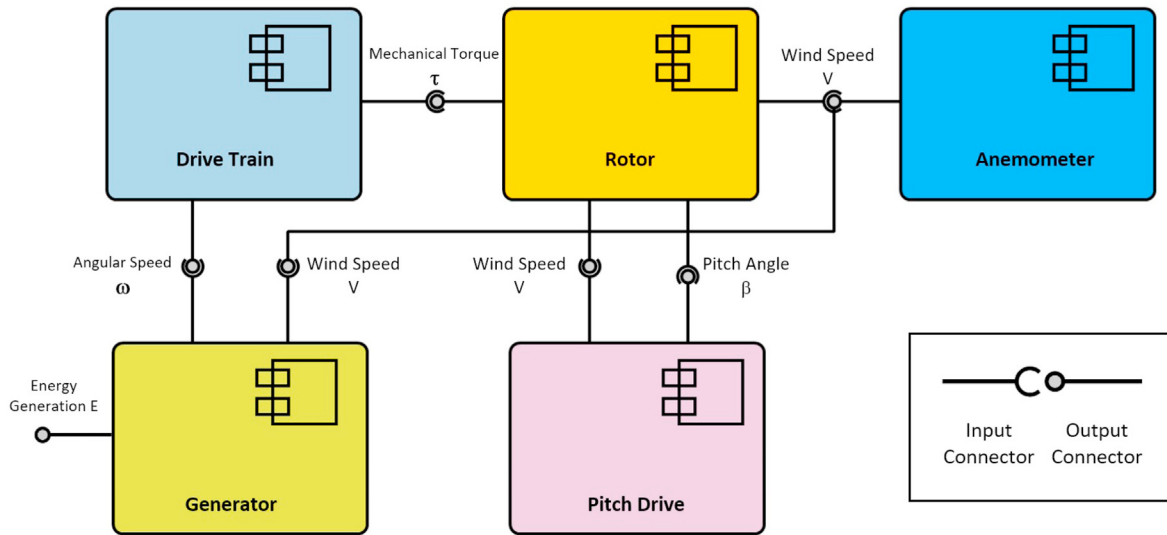 Mechanical Torque
τ
Wind Speed
V
Drive Train
Rotor
Anemometer
Angular Speed
ω
Wind Speed
V
Wind Speed
V
Pitch Angle
β
Energy
Generation E
Generator
Pitch Drive
Input
Connector
Output
Connector